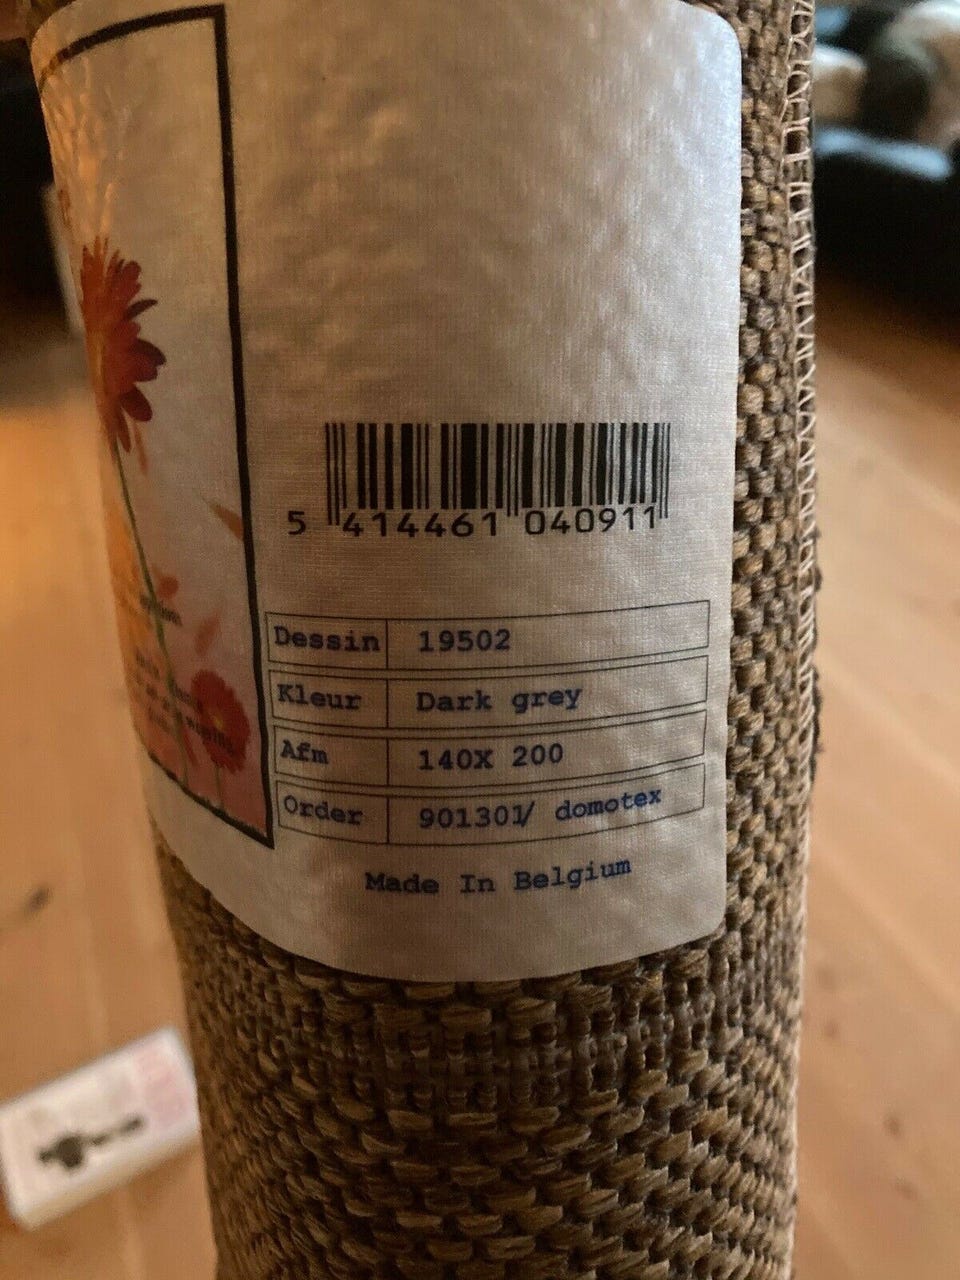 5 414461 040911
Dessin 19502
Kleur Dark grey
Afm 140X 200
Order 901301/ domotex
Made In Belgium